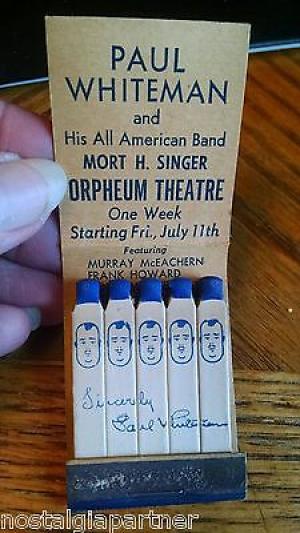 PAUL
WHITEMAN
and
His All American Band
MORT H. SINGER
ORPHEUM THEATRE
One Week
Starting Fri., July 11th
Featuring
MURRAY McEACHERN
FRANK HOWARD
Sincerely
Paul Whiteman
nostalgiapartner